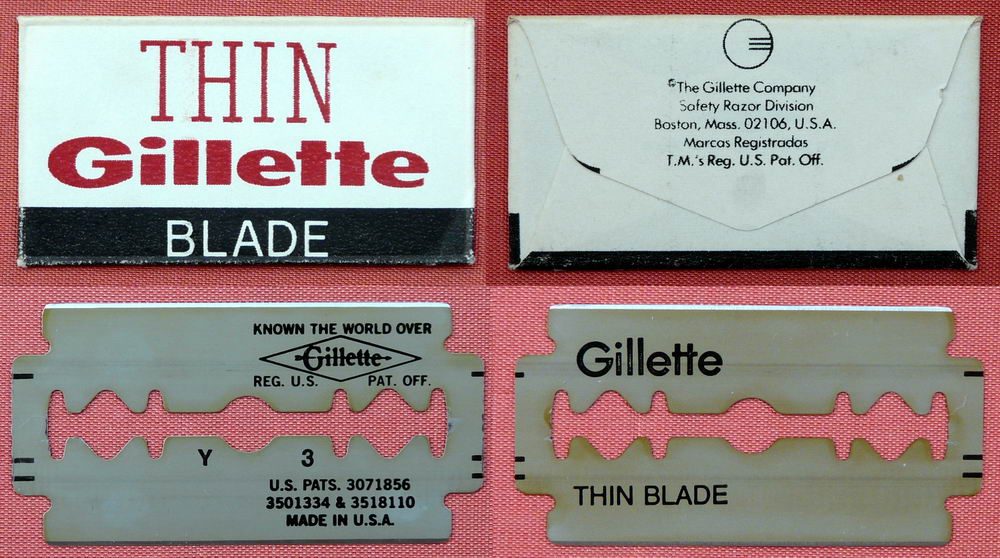 THIN
Gillette
BLADE
©The Gillette Company
Safety Razor Division
Boston, Mass. 02106, U.S.A.
Marcas Registradas
T.M.'s Reg. U.S. Pat. Off.
KNOWN THE WORLD OVER
Gillette
REG. U.S. PAT. OFF.
Y 3
U.S. PATS. 3071856
3501334 & 3518110
MADE IN U.S.A.
Gillette
THIN BLADE